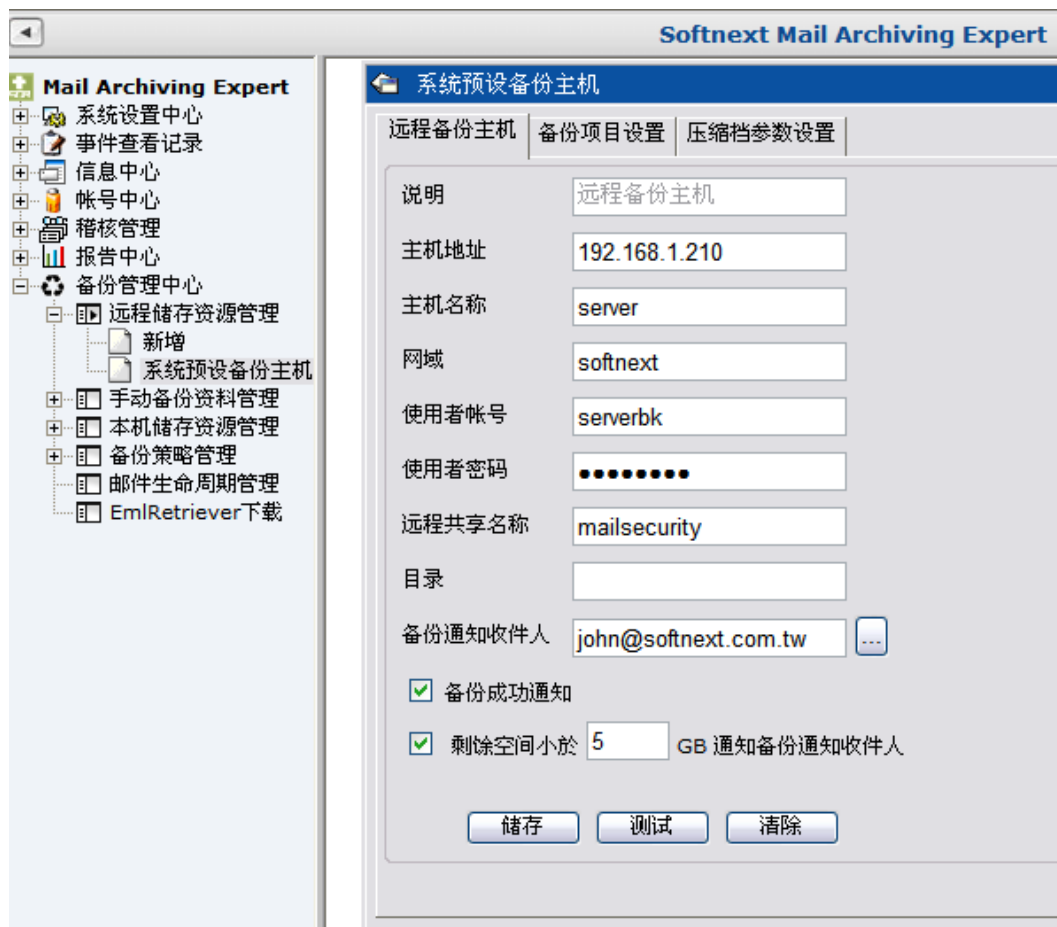 Softnext Mail Archiving Expert
Mail Archiving Expert
系统设置中心
事件查看记录
信息中心
帐号中心
稽核管理
报告中心
备份管理中心
远程储存资源管理
新增
系统预设备份主机
手动备份资料管理
本机储存资源管理
备份策略管理
邮件生命周期管理
EmlRetriever下载
系统预设备份主机
远程备份主机 备份项目设置 压缩档参数设置
说明 远程备份主机
主机地址 192.168.1.210
主机名称 server
网域 softnext
使用者帐号 serverbk
使用者密码 ●●●●●●●●
远程共享名称 mailsecurity
目录
备份通知收件人 john@softnext.com.tw ...
备份成功通知
剩馀空间小於 5 GB 通知备份通知收件人
储存 测试 清除